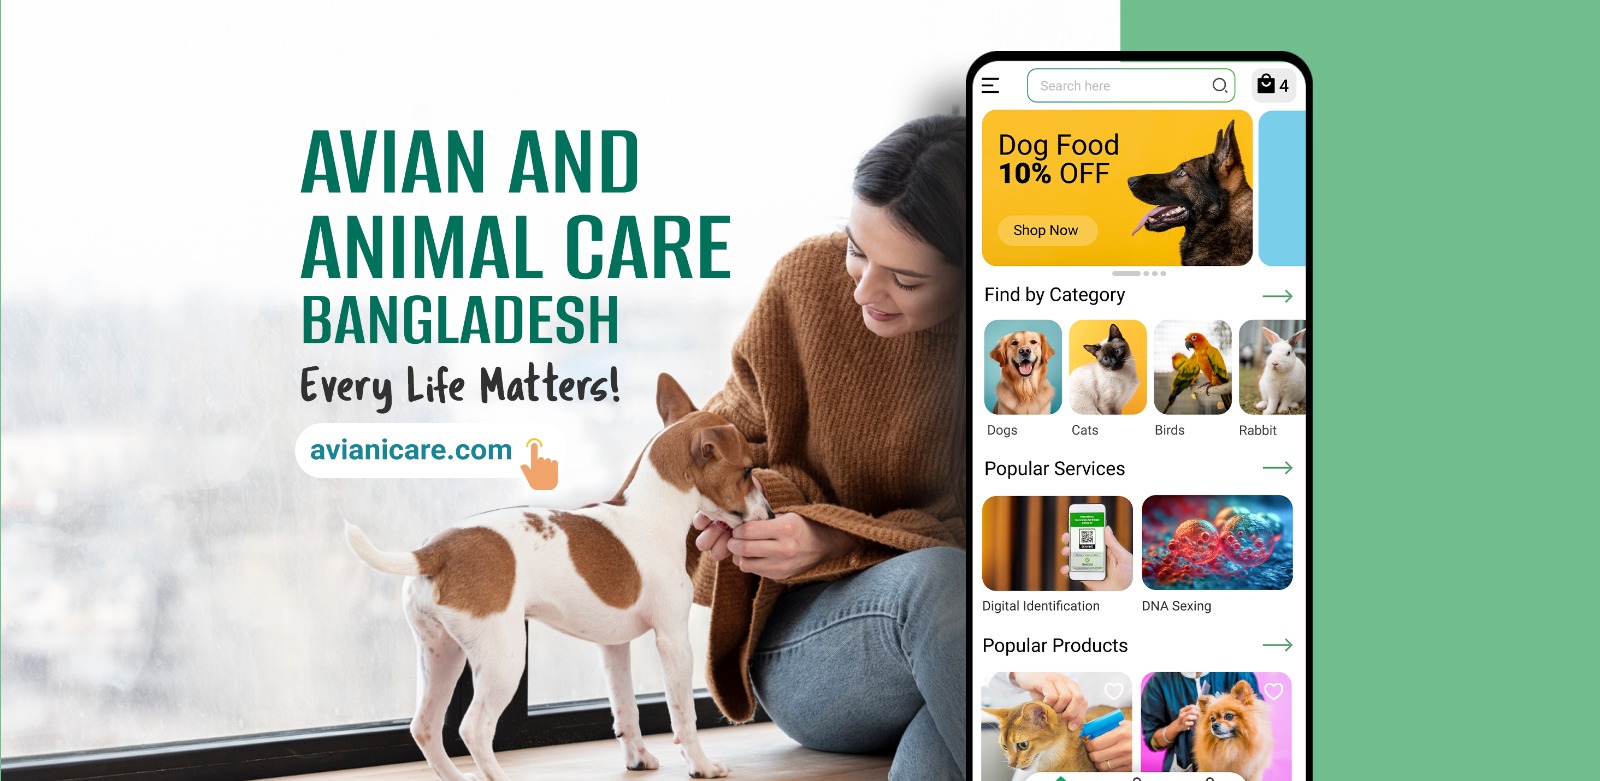 AVIAN AND
ANIMAL CARE
BANGLADESH
Every Life Matters!
avianicare.com
Search here
4
Dog Food
10% OFF
Shop Now
Find by Category
Dogs
Cats
Birds
Rabbit
Popular Services
Digital Identification
DNA Sexing
Popular Products